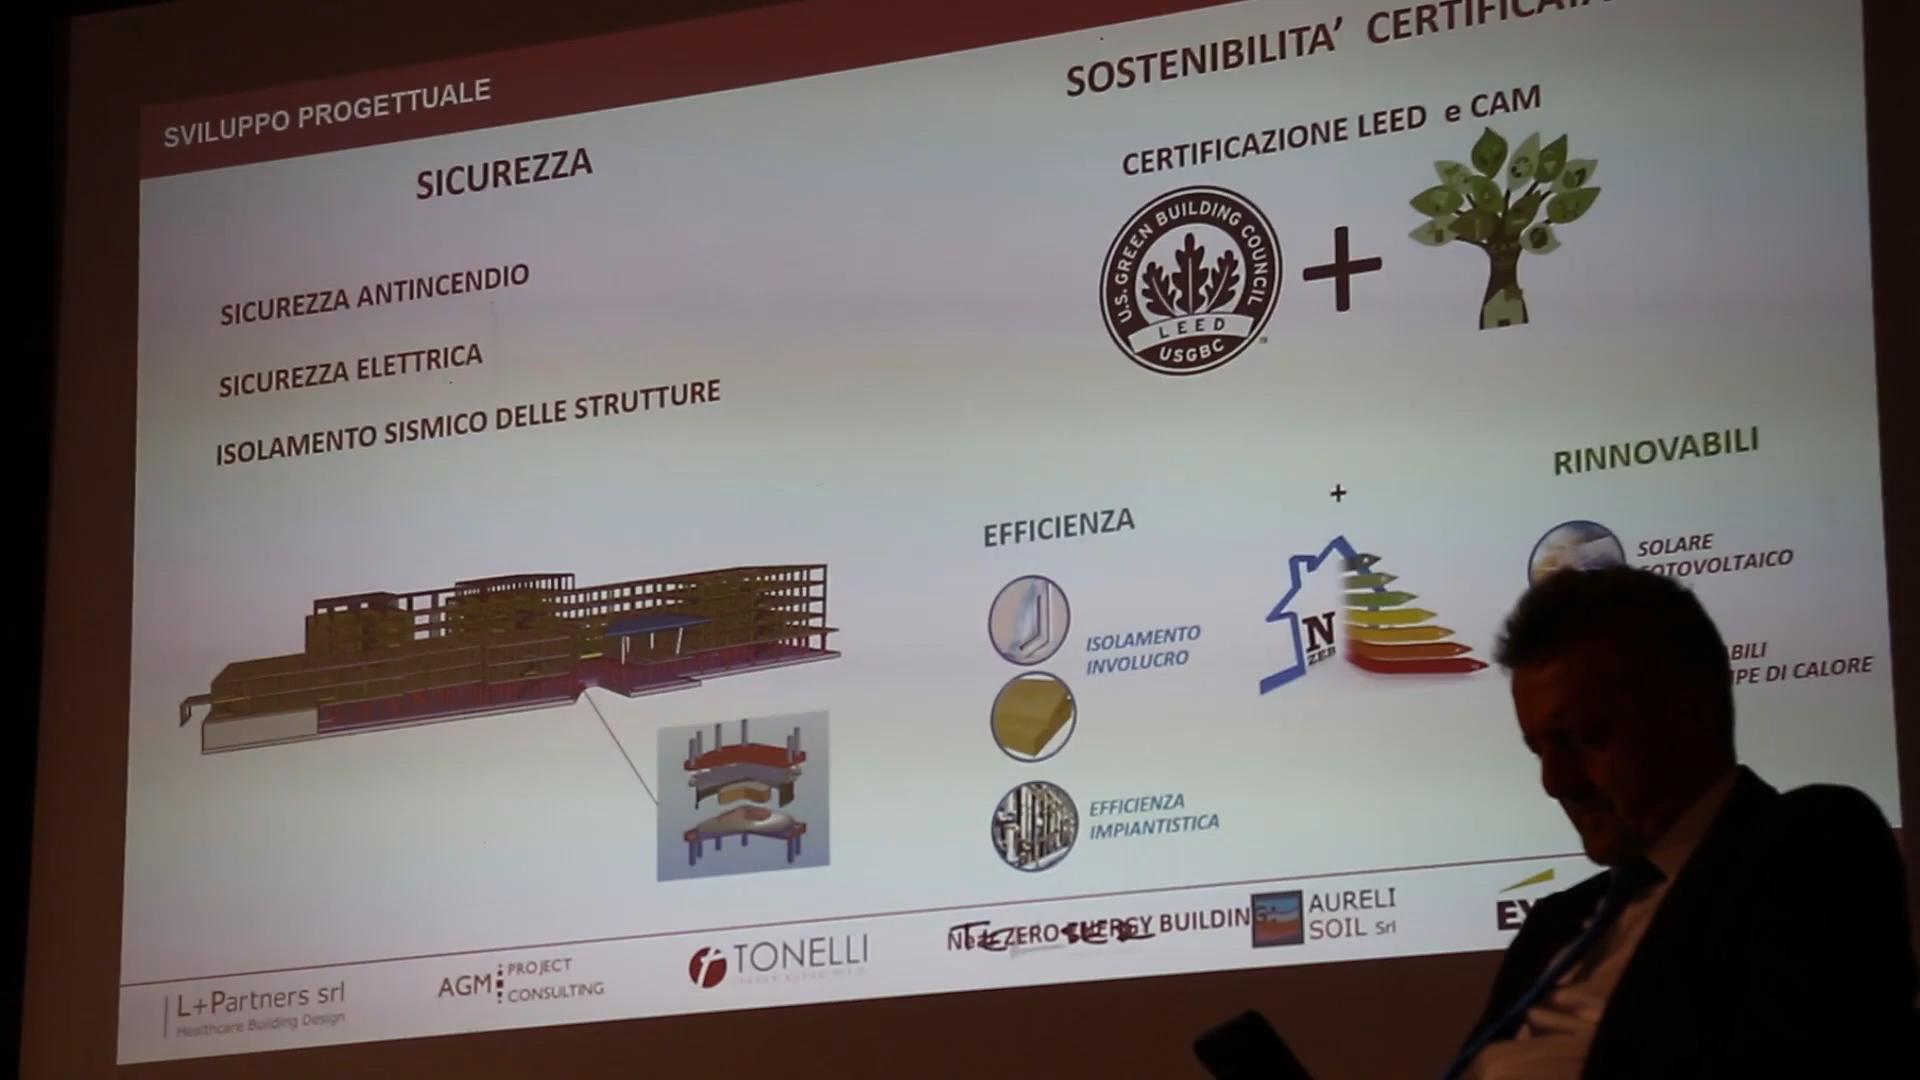 SVILUPPO PROGETTUALE
SICUREZZA
SICUREZZA ANTINCENDIO
SICUREZZA ELETTRICA
ISOLAMENTO SISMICO DELLE STRUTTURE
SOSTENIBILITA' CERTIFICATA
CERTIFICAZIONE LEED e CAM
U.S. GREEN BUILDING COUNCIL
LEED
USGBC
RINNOVABILI
SOLARE
FOTOVOLTAICO
PE DI CALORE
EFFICIENZA
ISOLAMENTO
INVOLUCRO
N
ZEB
EFFICIENZA
IMPIANTISTICA
L+Partners srl
Healthcare Building Design
AGM PROJECT
CONSULTING
TONELLI
ZERO ENERGY BUILDING
AURELI
SOIL Srl
EY